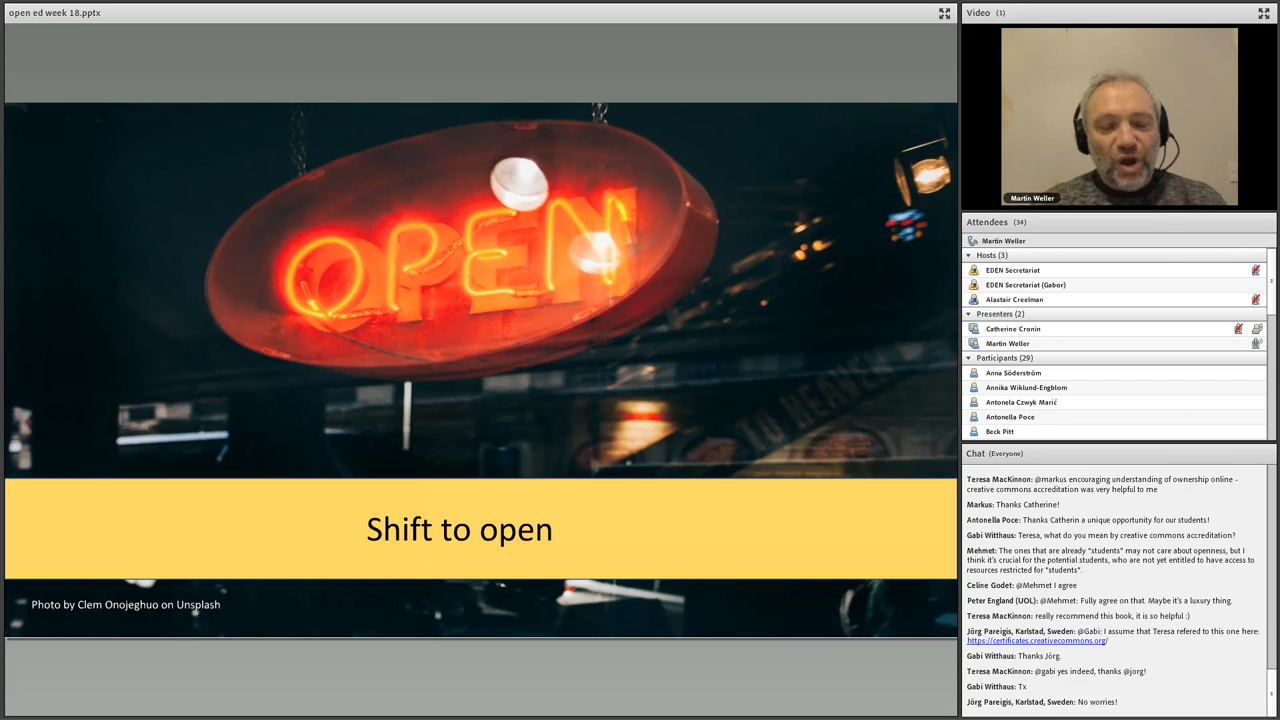 open ed week 18.pptx
OPEN
Shift to open
Photo by Clem Onojeghuo on Unsplash
Video (1)
Martin Weller
Attendees (34)
Martin Weller
Hosts (3)
EDEN Secretariat
EDEN Secretariat (Gabor)
Alastair Creelman
Presenters (2)
Catherine Cronin
Martin Weller
Participants (29)
Anna Söderström
Annika Wiklund-Engblom
Antonela Czwyk Marić
Antonella Poce
Beck Pitt
Chat (Everyone)
Teresa MacKinnon: @markus encouraging understanding of ownership online -
creative commons accreditation was very helpful to me
Markus: Thanks Catherine!
Antonella Poce: Thanks Catherin a unique opportunity for our students!
Gabi Witthaus: Teresa, what do you mean by creative commons accreditation?
Mehmet: The ones that are already "students" may not care about openness, but I
think it's crucial for the potential students, who are not yet entitled to have access to
resources restricted for "students".
Celine Godet: @Mehmet I agree
Peter England (UOL): @Mehmet: Fully agree on that. Maybe it's a luxury thing.
Teresa MacKinnon: really recommend this book, it is so helpful :)
Jörg Pareigis, Karlstad, Sweden: @Gabi: I assume that Teresa refered to this one here:
https://certificates.creativecommons.org/
Gabi Witthaus: Thanks Jörg.
Teresa MacKinnon: @gabi yes indeed, thanks @jorg!
Gabi Witthaus: Tx
Jörg Pareigis, Karlstad, Sweden: No worries!